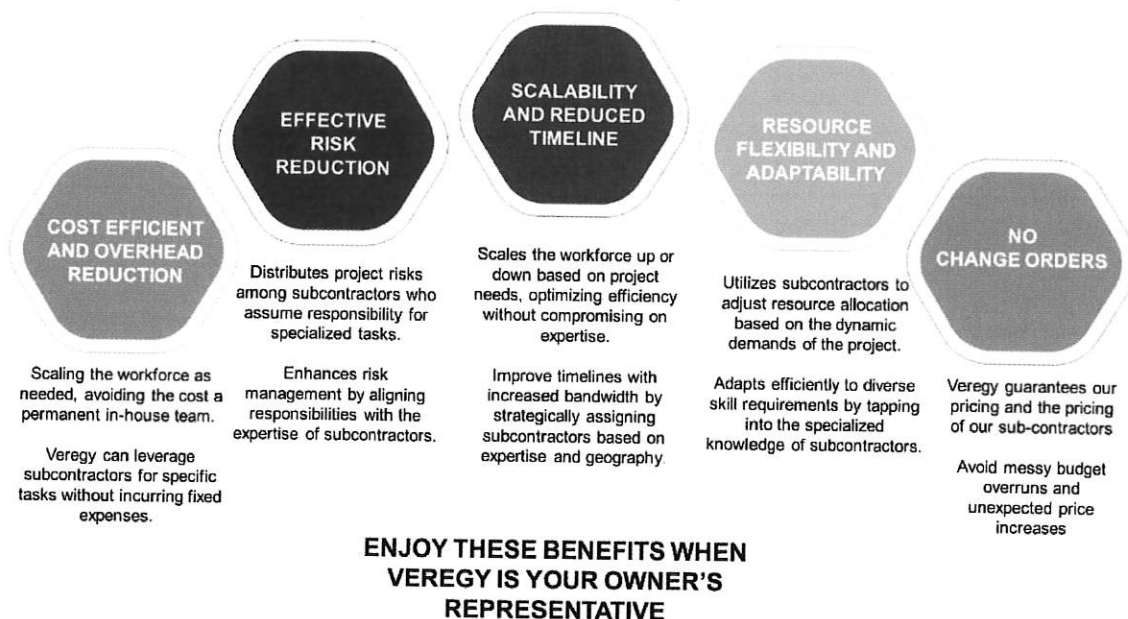 COST EFFICIENT
AND OVERHEAD
REDUCTION
Scaling the workforce as
needed, avoiding the cost a
permanent in-house team.
Veregy can leverage
subcontractors for specific
tasks without incurring fixed
expenses.
EFFECTIVE
RISK
REDUCTION
Distributes project risks
among subcontractors who
assume responsibility for
specialized tasks.
Enhances risk
management by aligning
responsibilities with the
expertise of subcontractors.
SCALABILITY
AND REDUCED
TIMELINE
Scales the workforce up or
down based on project
needs, optimizing efficiency
without compromising on
expertise.
Improve timelines with
increased bandwidth by
strategically assigning
subcontractors based on
expertise and geography.
RESOURCE
FLEXIBILITY AND
ADAPTABILITY
Utilizes subcontractors to
adjust resource allocation
based on the dynamic
demands of the project.
Adapts efficiently to diverse
skill requirements by tapping
into the specialized
knowledge of subcontractors.
NO
CHANGE ORDERS
Veregy guarantees our
pricing and the pricing
of our sub-contractors
Avoid messy budget
overruns and
unexpected price
increases
ENJOY THESE BENEFITS WHEN
VEREGY IS YOUR OWNER'S
REPRESENTATIVE